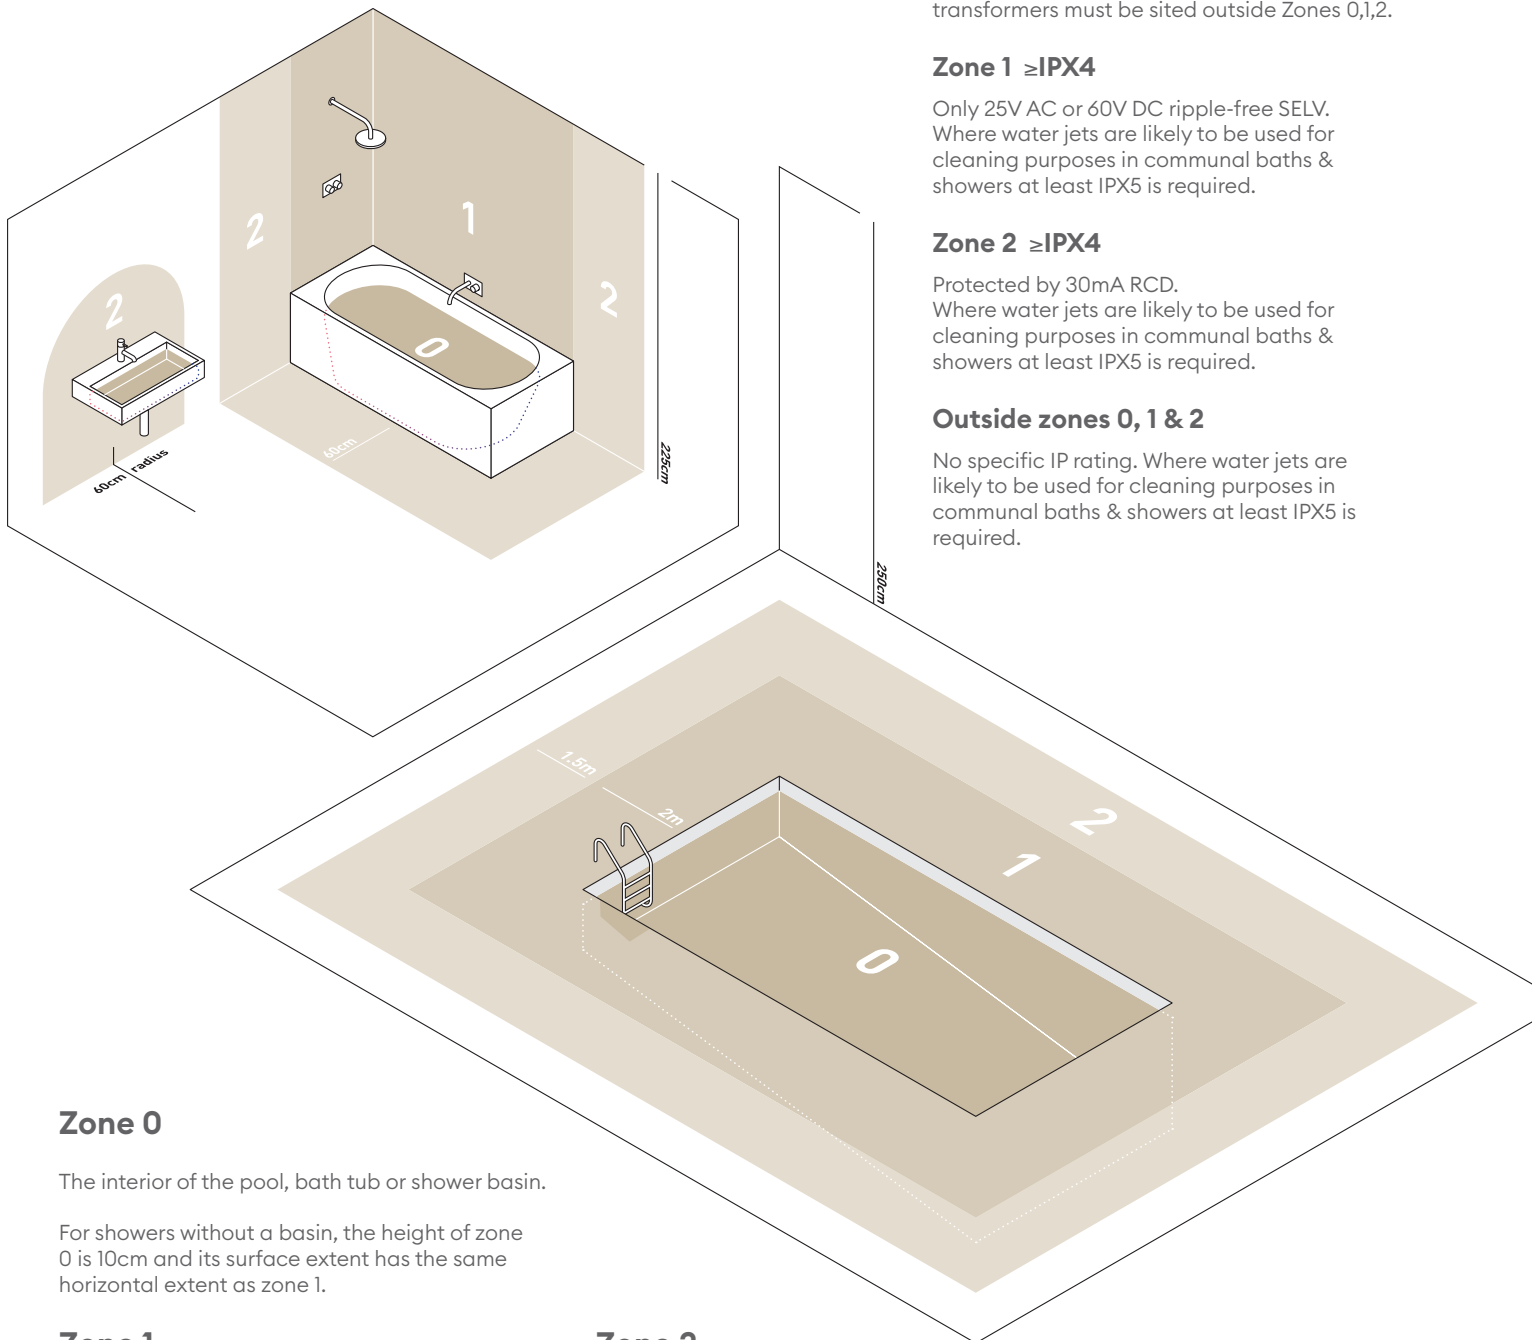 transformers must be sited outside Zones 0,1,2.
Zone 1 ≥IPX4
Only 25V AC or 60V DC ripple-free SELV.
Where water jets are likely to be used for
cleaning purposes in communal baths &
showers at least IPX5 is required.
Zone 2 ≥IPX4
Protected by 30mA RCD.
Where water jets are likely to be used for
cleaning purposes in communal baths &
showers at least IPX5 is required.
Outside zones 0, 1 & 2
No specific IP rating. Where water jets are
likely to be used for cleaning purposes in
communal baths & showers at least IPX5 is
required.
2
1
2
2
0
60cm
225cm
60cm radius
250cm
1.5m
2m
2
1
0
Zone 0
The interior of the pool, bath tub or shower basin.
For showers without a basin, the height of zone
0 is 10cm and its surface extent has the same
horizontal extent as zone 1.
Zone 1
Zone 2